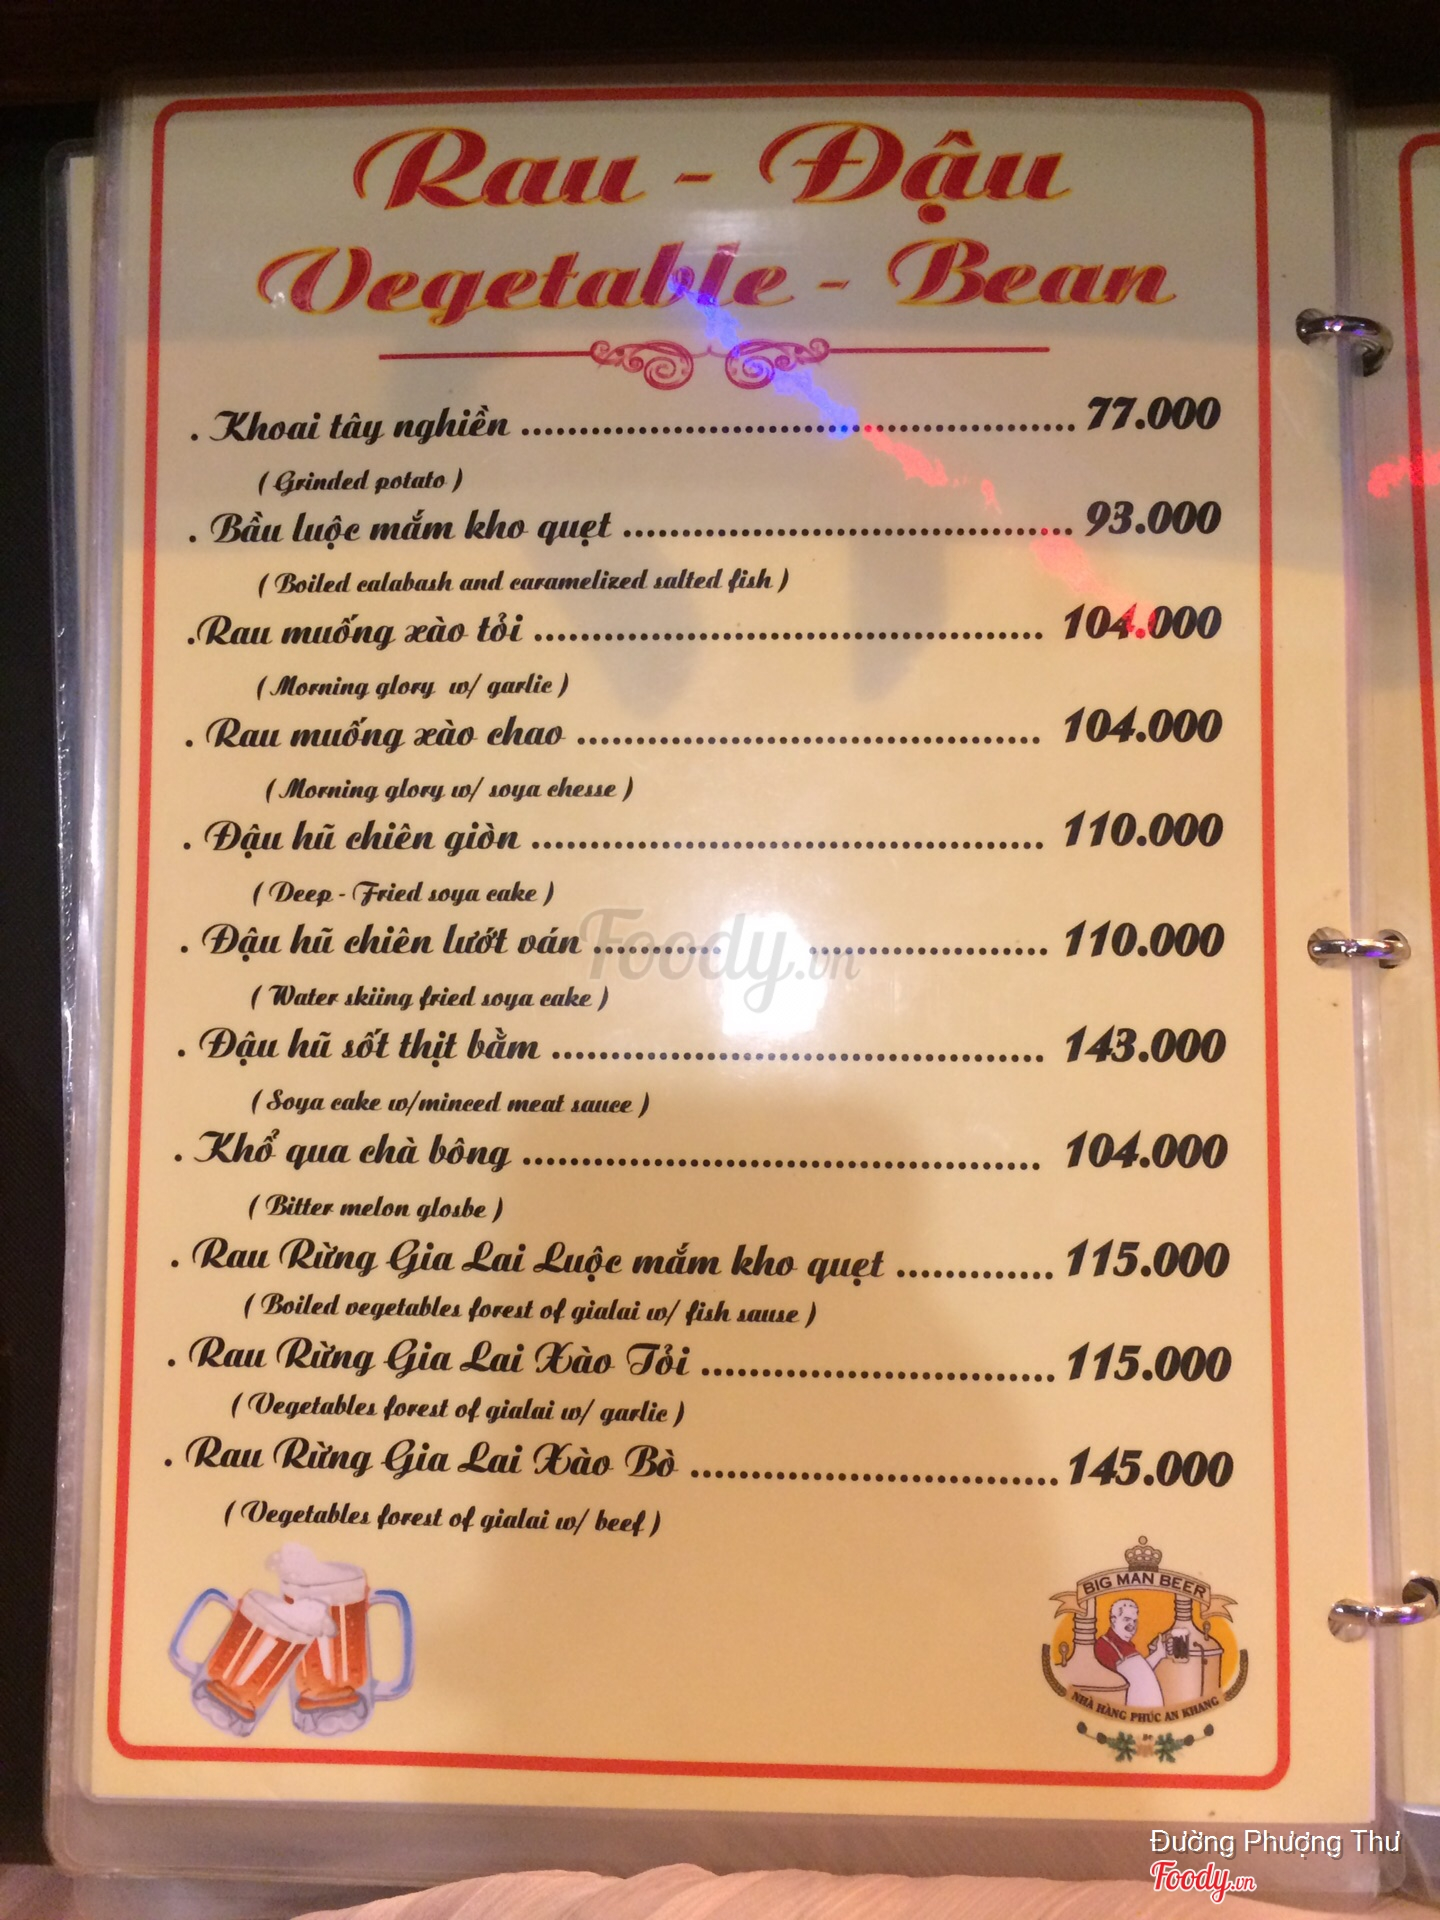 Rau - Đậu
Vegetable - Bean
. Khoai tây nghiền ............................................... 77.000
( Grinded potato )
. Bầu luộc mắm kho quẹt ...................................... 93.000
( Boiled calabash and caramelized salted fish )
.Rau muống xào tỏi ........................................... 104.000
( Morning glory w/ garlic )
. Rau muống xào chao ....................................... 104.000
( Morning glory w/ soya chesse )
. Đậu hũ chiên giòn ........................................... 110.000
( Deep - Fried soya cake )
. Đậu hũ chiên lướt ván ........... .................... 110.000
( Water skiing fried soya cake )
. Đậu hũ sốt thịt bằm .......................................... 143.000
( Soya cake w/minced meat sauce )
. Khổ qua chà bông ............................................ 104.000
( Bitter melon glosbe )
. Rau Rừng Gia Lai Luộc mắm kho quẹt .............. 115.000
( Boiled vegetables forest of gialai w/ fish sause )
. Rau Rừng Gia Lai Xào Tỏi .............................. 115.000
( Vegetables forest of gialai w/ garlic )
. Rau Rừng Gia Lai Xào Bò ............................... 145.000
( Vegetables forest of gialai w/ beef )
BIG MAN BEER
NHÀ HÀNG PHÚC AN KHANG
Foody.vn
Đường Phượng Thư
Foody.vn